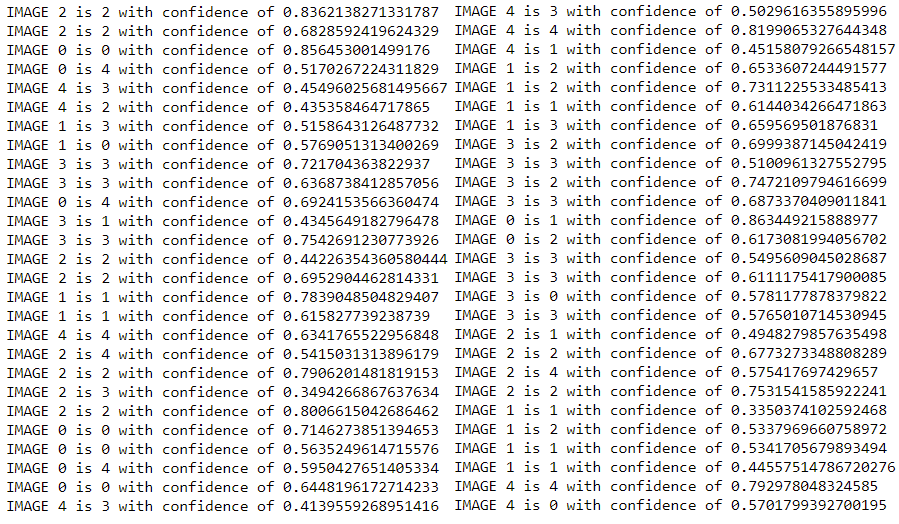 IMAGE 2 is 2 with confidence of 0.8362138271331787
IMAGE 2 is 2 with confidence of 0.6828592419624329
IMAGE 0 is 0 with confidence of 0.856453001499176
IMAGE 0 is 4 with confidence of 0.5170267224311829
IMAGE 4 is 3 with confidence of 0.45496025681495667
IMAGE 4 is 2 with confidence of 0.435358464717865
IMAGE 1 is 3 with confidence of 0.5158643126487732
IMAGE 1 is 0 with confidence of 0.5769051313400269
IMAGE 3 is 3 with confidence of 0.721704363822937
IMAGE 3 is 3 with confidence of 0.6368738412857056
IMAGE 0 is 4 with confidence of 0.6924153566360474
IMAGE 3 is 1 with confidence of 0.4345649182796478
IMAGE 3 is 3 with confidence of 0.7542691230773926
IMAGE 2 is 2 with confidence of 0.44226354360580444
IMAGE 2 is 2 with confidence of 0.6952904462814331
IMAGE 1 is 1 with confidence of 0.7839048504829407
IMAGE 1 is 1 with confidence of 0.615827739238739
IMAGE 4 is 4 with confidence of 0.6341765522956848
IMAGE 2 is 4 with confidence of 0.5415031313896179
IMAGE 2 is 2 with confidence of 0.7906201481819153
IMAGE 2 is 3 with confidence of 0.3494266867637634
IMAGE 2 is 2 with confidence of 0.8006615042686462
IMAGE 0 is 0 with confidence of 0.7146273851394653
IMAGE 0 is 0 with confidence of 0.5635249614715576
IMAGE 0 is 4 with confidence of 0.5950427651405334
IMAGE 0 is 0 with confidence of 0.6448196172714233
IMAGE 4 is 3 with confidence of 0.4139559268951416
IMAGE 4 is 3 with confidence of 0.5029616355895996
IMAGE 4 is 4 with confidence of 0.8199065327644348
IMAGE 4 is 1 with confidence of 0.45158079266548157
IMAGE 1 is 2 with confidence of 0.6533607244491577
IMAGE 1 is 2 with confidence of 0.7311225533485413
IMAGE 1 is 1 with confidence of 0.6144034266471863
IMAGE 1 is 3 with confidence of 0.659569501876831
IMAGE 3 is 2 with confidence of 0.6999387145042419
IMAGE 3 is 3 with confidence of 0.5100961327552795
IMAGE 3 is 2 with confidence of 0.7472109794616699
IMAGE 3 is 3 with confidence of 0.6873370409011841
IMAGE 0 is 1 with confidence of 0.863449215888977
IMAGE 0 is 2 with confidence of 0.6173081994056702
IMAGE 3 is 3 with confidence of 0.5495609045028687
IMAGE 3 is 3 with confidence of 0.6111175417900085
IMAGE 3 is 0 with confidence of 0.5781177878379822
IMAGE 3 is 3 with confidence of 0.5765010714530945
IMAGE 2 is 1 with confidence of 0.4948279857635498
IMAGE 2 is 2 with confidence of 0.6773273348808289
IMAGE 2 is 4 with confidence of 0.575417697429657
IMAGE 2 is 2 with confidence of 0.7531541585922241
IMAGE 1 is 1 with confidence of 0.3350374102592468
IMAGE 1 is 2 with confidence of 0.5337969660758972
IMAGE 1 is 1 with confidence of 0.5341705679893494
IMAGE 1 is 1 with confidence of 0.44557514786720276
IMAGE 4 is 4 with confidence of 0.792978048324585
IMAGE 4 is 0 with confidence of 0.5701799392700195